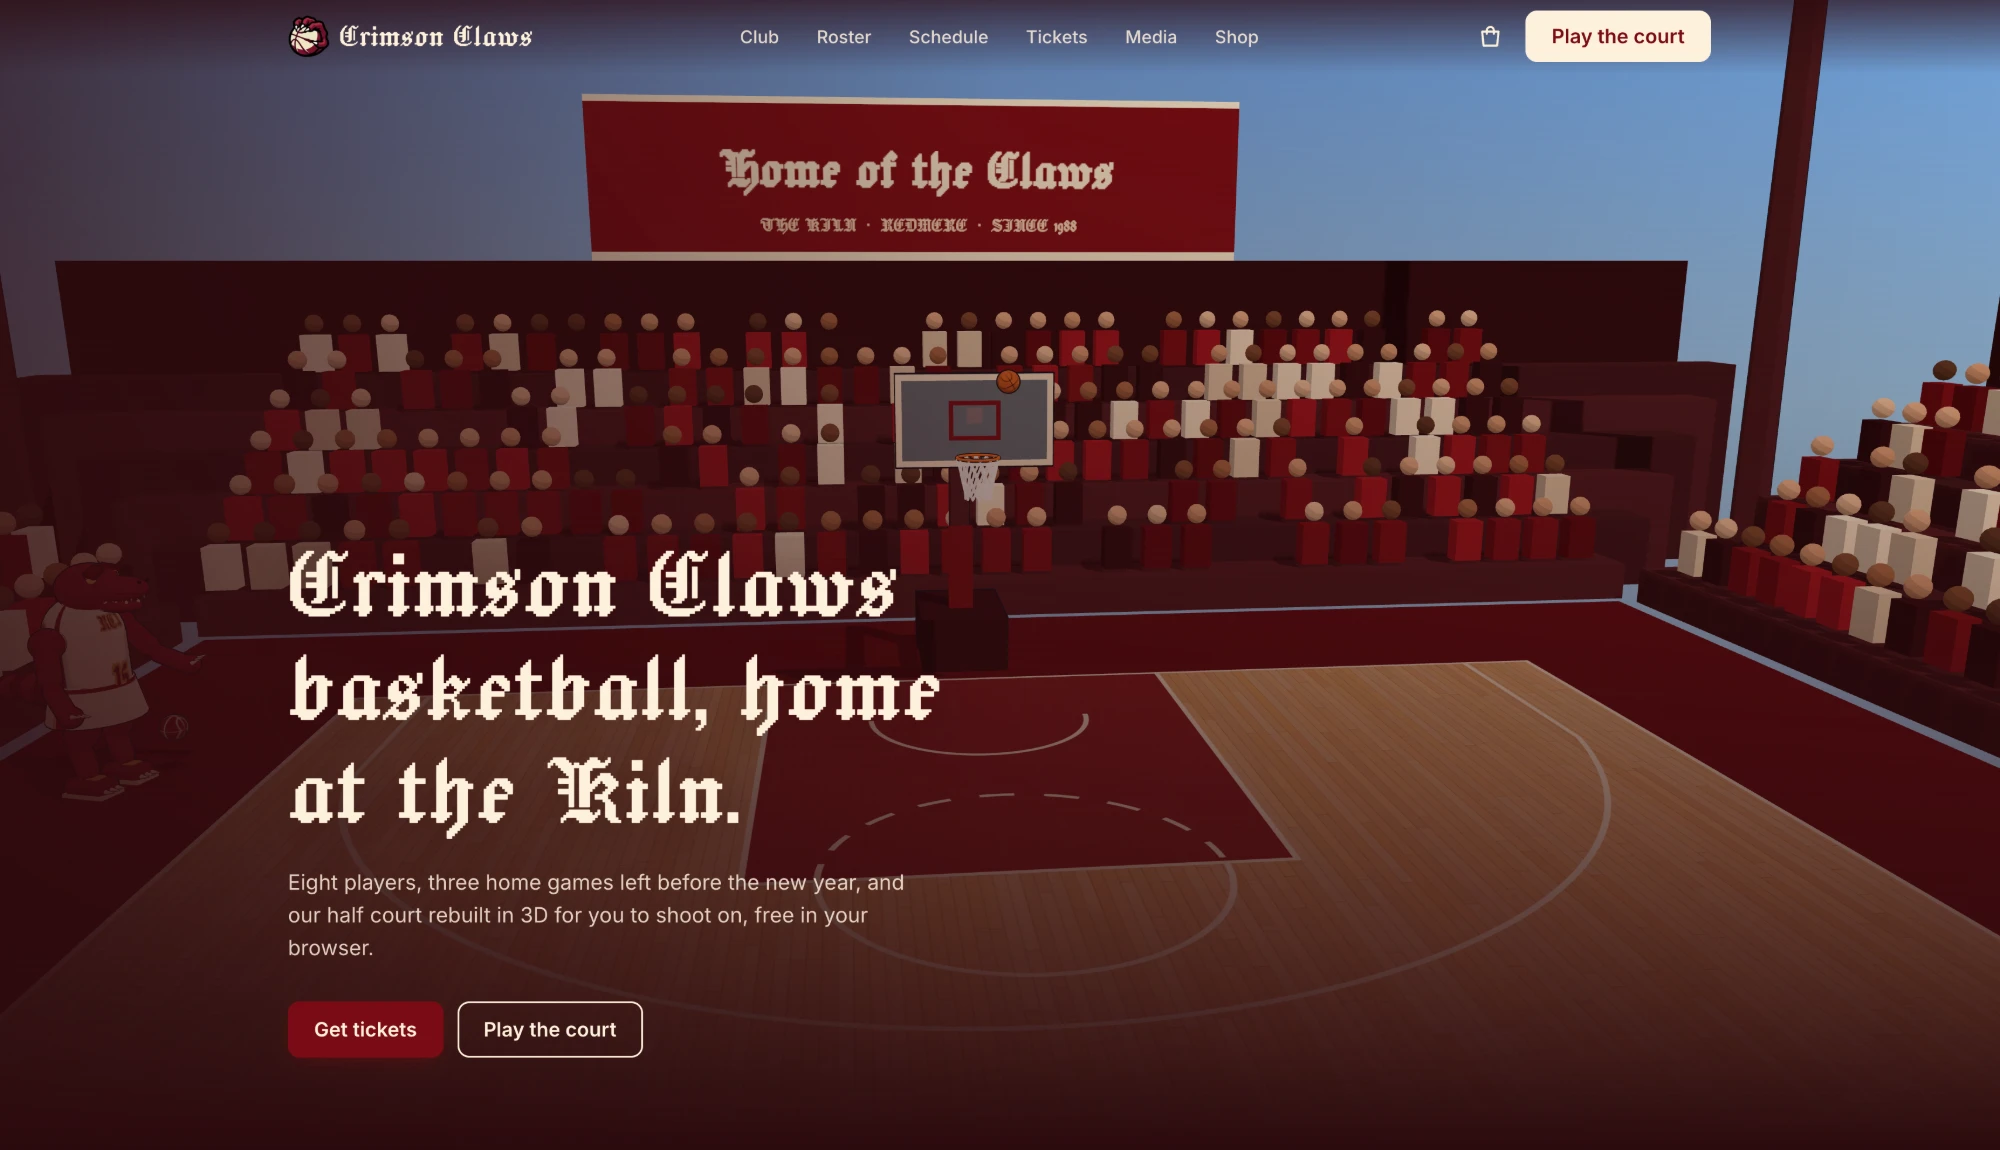 Crimson Claws
Club Roster Schedule Tickets Media Shop
Play the court
Home of the Claws
THE KILN · REDMERE · SINCE 1988
Crimson Claws
basketball, home
at the Kiln.
Eight players, three home games left before the new year, and
our half court rebuilt in 3D for you to shoot on, free in your
browser.
Get tickets
Play the court